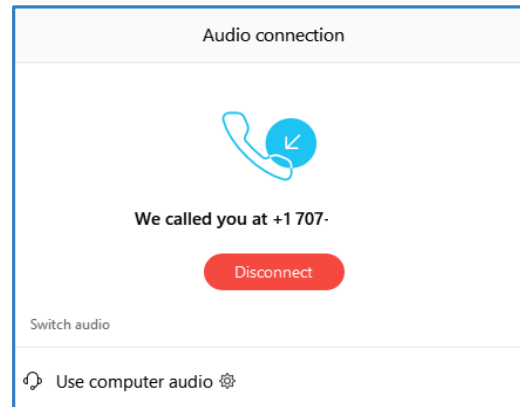 Audio connection
We called you at +1 707-
Disconnect
Switch audio
Use computer audio